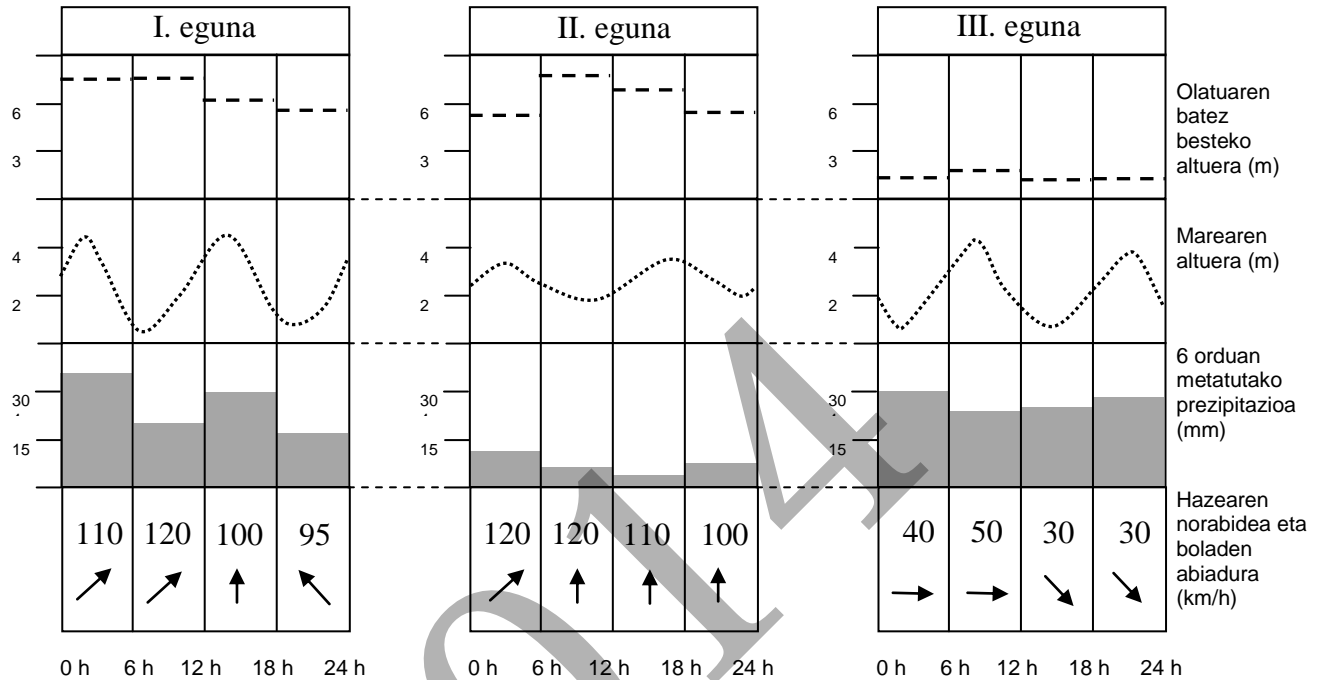 I. eguna
II. eguna
III. eguna
6
3
6
3
6
3
Olatuaren
batez
besteko
altuera (m)
4
2
4
2
4
2
Marearen
altuera (m)
30
15
30
15
30
15
6 orduan
metatutako
prezipitazioa
(mm)
110 120 100 95
120 120 110 100
40 50 30 30
Hazearen
norabidea eta
boladen
abiadura
(km/h)
0 h 6 h 12 h 18 h 24 h
0 h 6 h 12 h 18 h 24 h
0 h 6 h 12 h 18 h 24 h